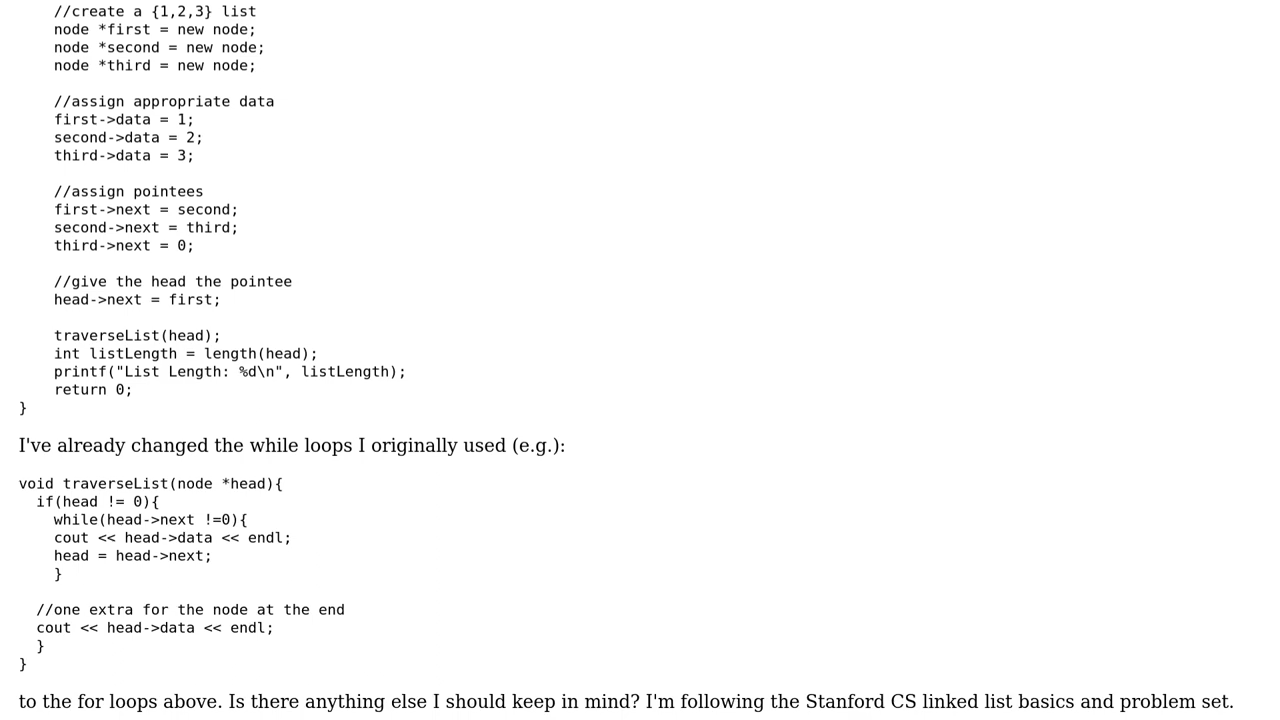 //create a {1,2,3} list
node *first = new node;
node *second = new node;
node *third = new node;

//assign appropriate data
first->data = 1;
second->data = 2;
third->data = 3;

//assign pointees
first->next = second;
second->next = third;
third->next = 0;

//give the head the pointee
head->next = first;

traverseList(head);
int listLength = length(head);
printf("List Length: %d\n", listLength);
return 0;
}
I've already changed the while loops I originally used (e.g.):
void traverseList(node *head){
if(head != 0){
while(head->next !=0){
cout << head->data << endl;
head = head->next;
}

//one extra for the node at the end
cout << head->data << endl;
}
}
to the for loops above. Is there anything else I should keep in mind? I'm following the Stanford CS linked list basics and problem set.